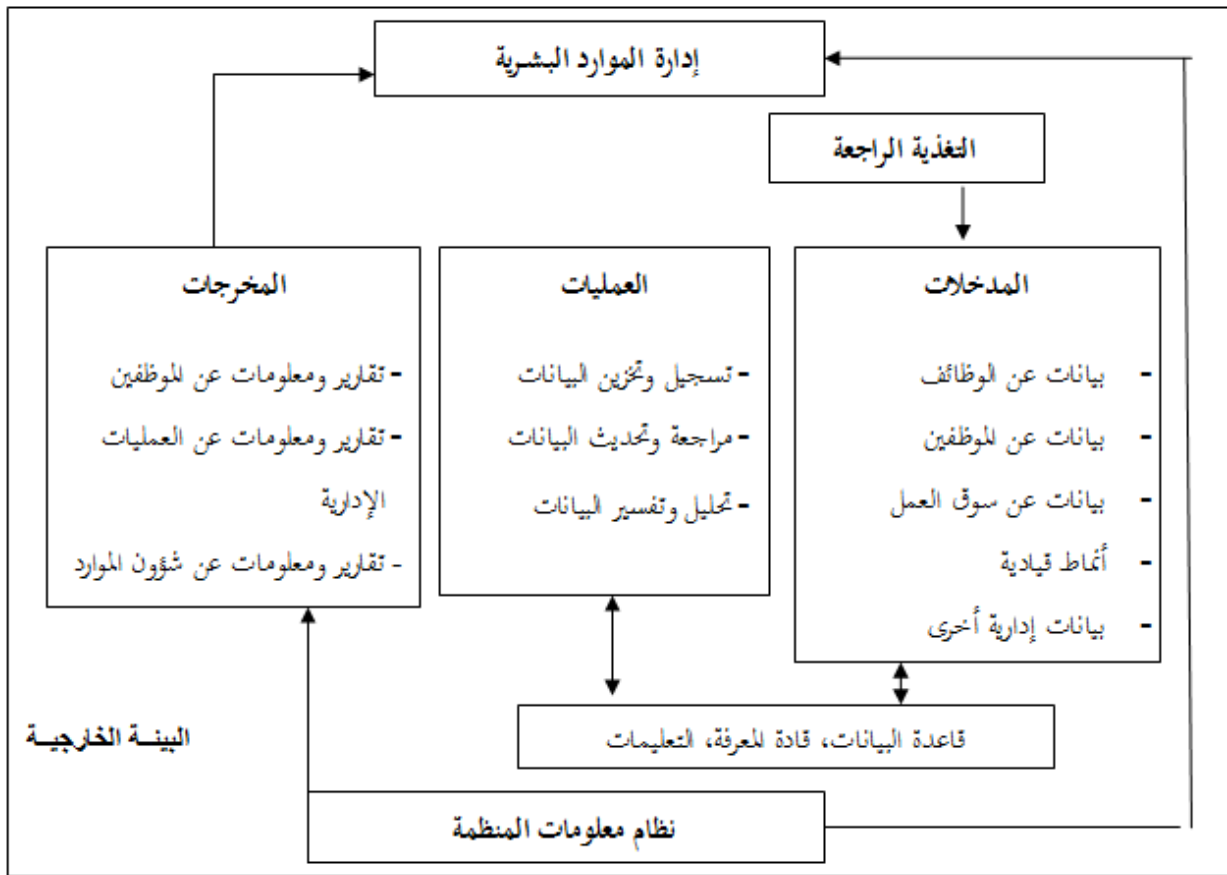 إدارة الموارد البشرية
التغذية الراجعة
المدخلات
- بيانات عن الوظائف
- بيانات عن الموظفين
- بيانات عن سوق العمل
- أنماط قيادية
- بيانات إدارية أخرى
العمليات
- تسجيل وتخزين البيانات
- مراجعة وتحديث البيانات
- تحليل وتفسير البيانات
المخرجات
- تقارير ومعلومات عن الموظفين
- تقارير ومعلومات عن العمليات
الإدارية
- تقارير ومعلومات عن شؤون الموارد
قاعدة البيانات، قادة المعرفة، التعليمات
البيئــة الخارجيــة
نظام معلومات المنظمة